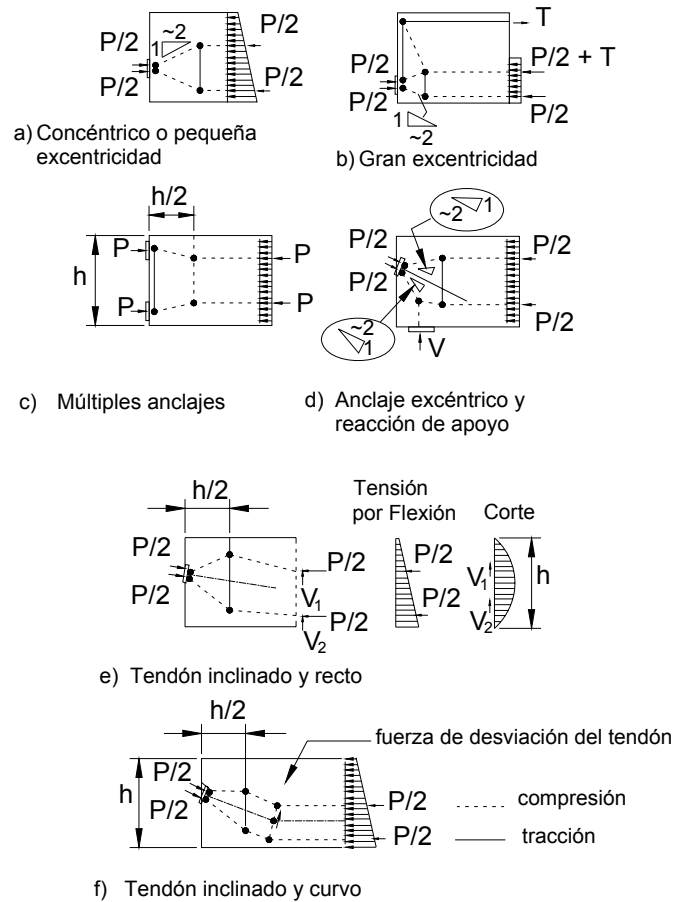 P/2
1
~2
P/2
P/2
P/2
a) Concéntrico o pequeña
excentricidad
T
P/2
P/2 + T
P/2
P/2
1
~2
b) Gran excentricidad
h/2
P
P
h
P
P
c) Múltiples anclajes
~2
1
P/2
P/2
P/2
P/2
~2
1
V
d) Anclaje excéntrico y
reacción de apoyo
h/2
P/2
P/2
P/2
V1
P/2
V2
Tensión
por Flexión
P/2
P/2
Corte
V1
V2
h
e) Tendón inclinado y recto
h/2
fuerza de desviación del tendón
P/2
P/2
h
P/2
P/2
compresión
tracción
f) Tendón inclinado y curvo